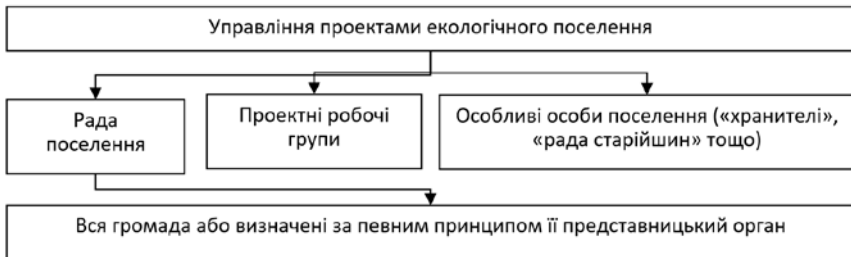 Управління проектами екологічного поселення
Рада
поселення
Проектні робочі
групи
Особливі особи поселення («хранителі»,
«рада старійшин» тощо)
Вся громада або визначені за певним принципом її представницький орган